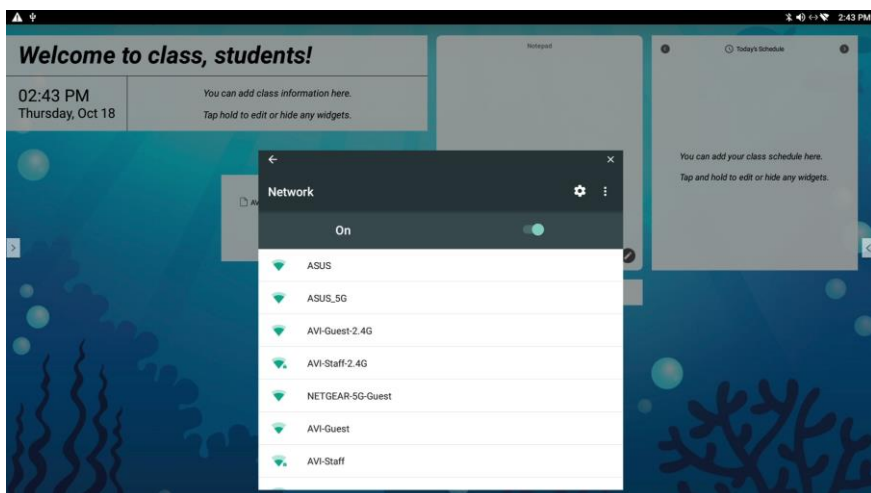 2:43 PM
Welcome to class, students!
02:43 PM
Thursday, Oct 18
You can add class information here.
Tap hold to edit or hide any widgets.
Notepad
Today's Schedule
You can add your class schedule here.
Tap and hold to edit or hide any widgets.
AV
Network
On
ASUS
ASUS_5G
AVI-Guest-2.4G
AVI-Staff-2.4G
NETGEAR-5G-Guest
AVI-Guest
AVI-Staff